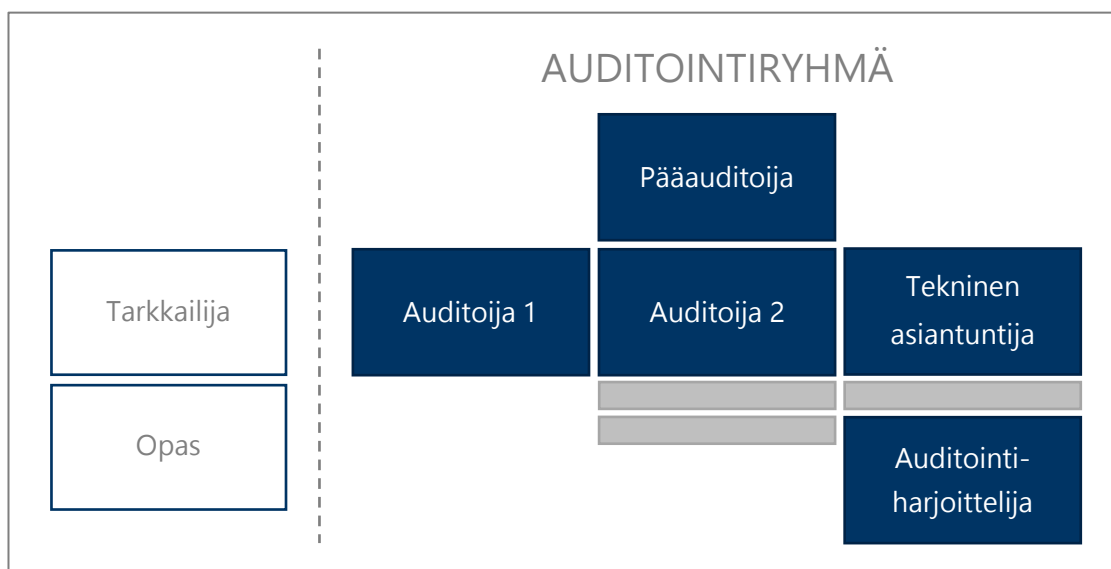 AUDITOINTIRYHMÄ
Pääauditoija
Tarkkailija
Auditoija 1
Auditoija 2
Tekninen
asiantuntija
Opas
Auditointi-
harjoittelija